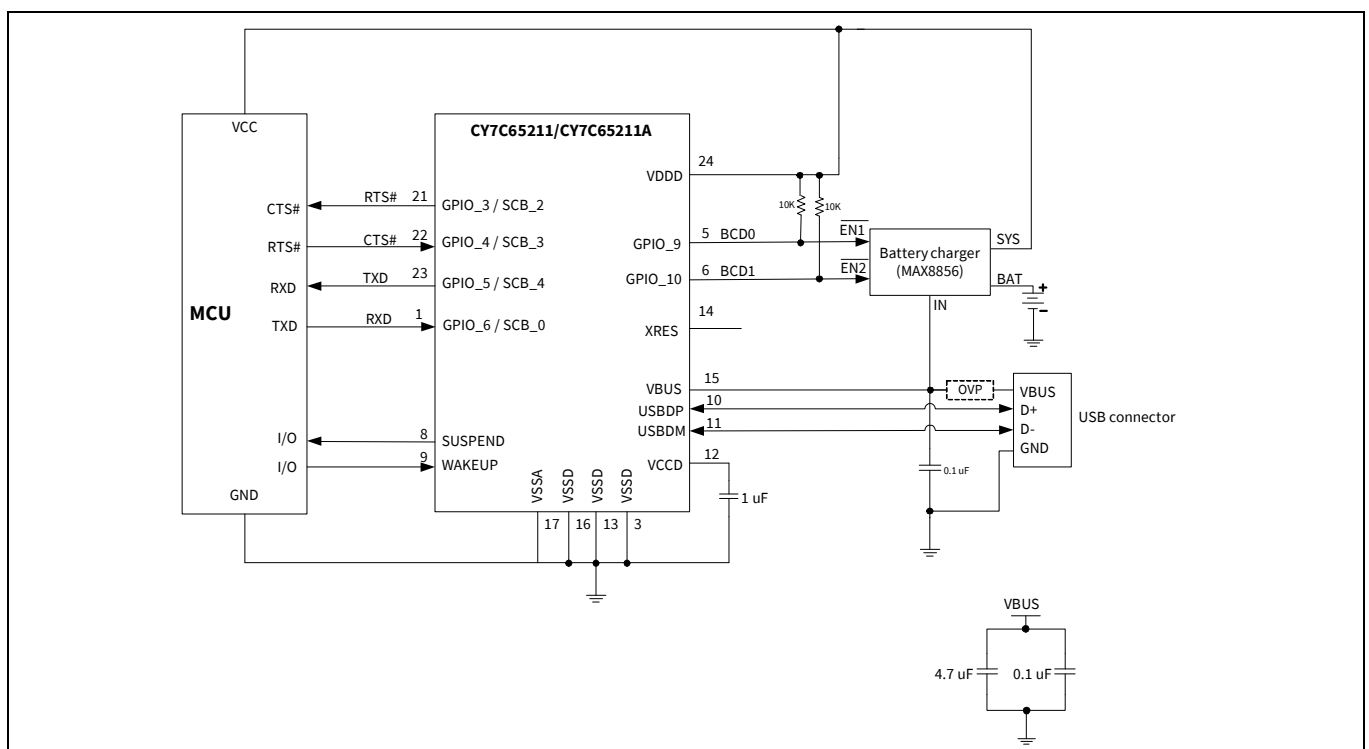 VCC
CY7C65211/CY7C65211A
24
VDDD
10K
10K
CTS#
RTS#
21
GPIO_3 / SCB_2
RTS#
CTS#
22
GPIO_4 / SCB_3
GPIO_9
5
BCD0
EN1
Battery charger
(MAX8856)
SYS
RXD
TXD
23
GPIO_5 / SCB_4
GPIO_10
6
BCD1
EN2
BAT
+
-
IN
MCU
TXD
RXD
1
GPIO_6 / SCB_0
14
XRES
VBUS
15
OVP
VBUS
USBDP
10
D+
USB connector
USBDM
11
D-
GND
I/O
8
SUSPEND
I/O
9
WAKEUP
VCCD
12
0.1 uF
1 uF
GND
VSSA
VSSD
VSSD
VSSD
17
16
13
3
VBUS
4.7 uF
0.1 uF